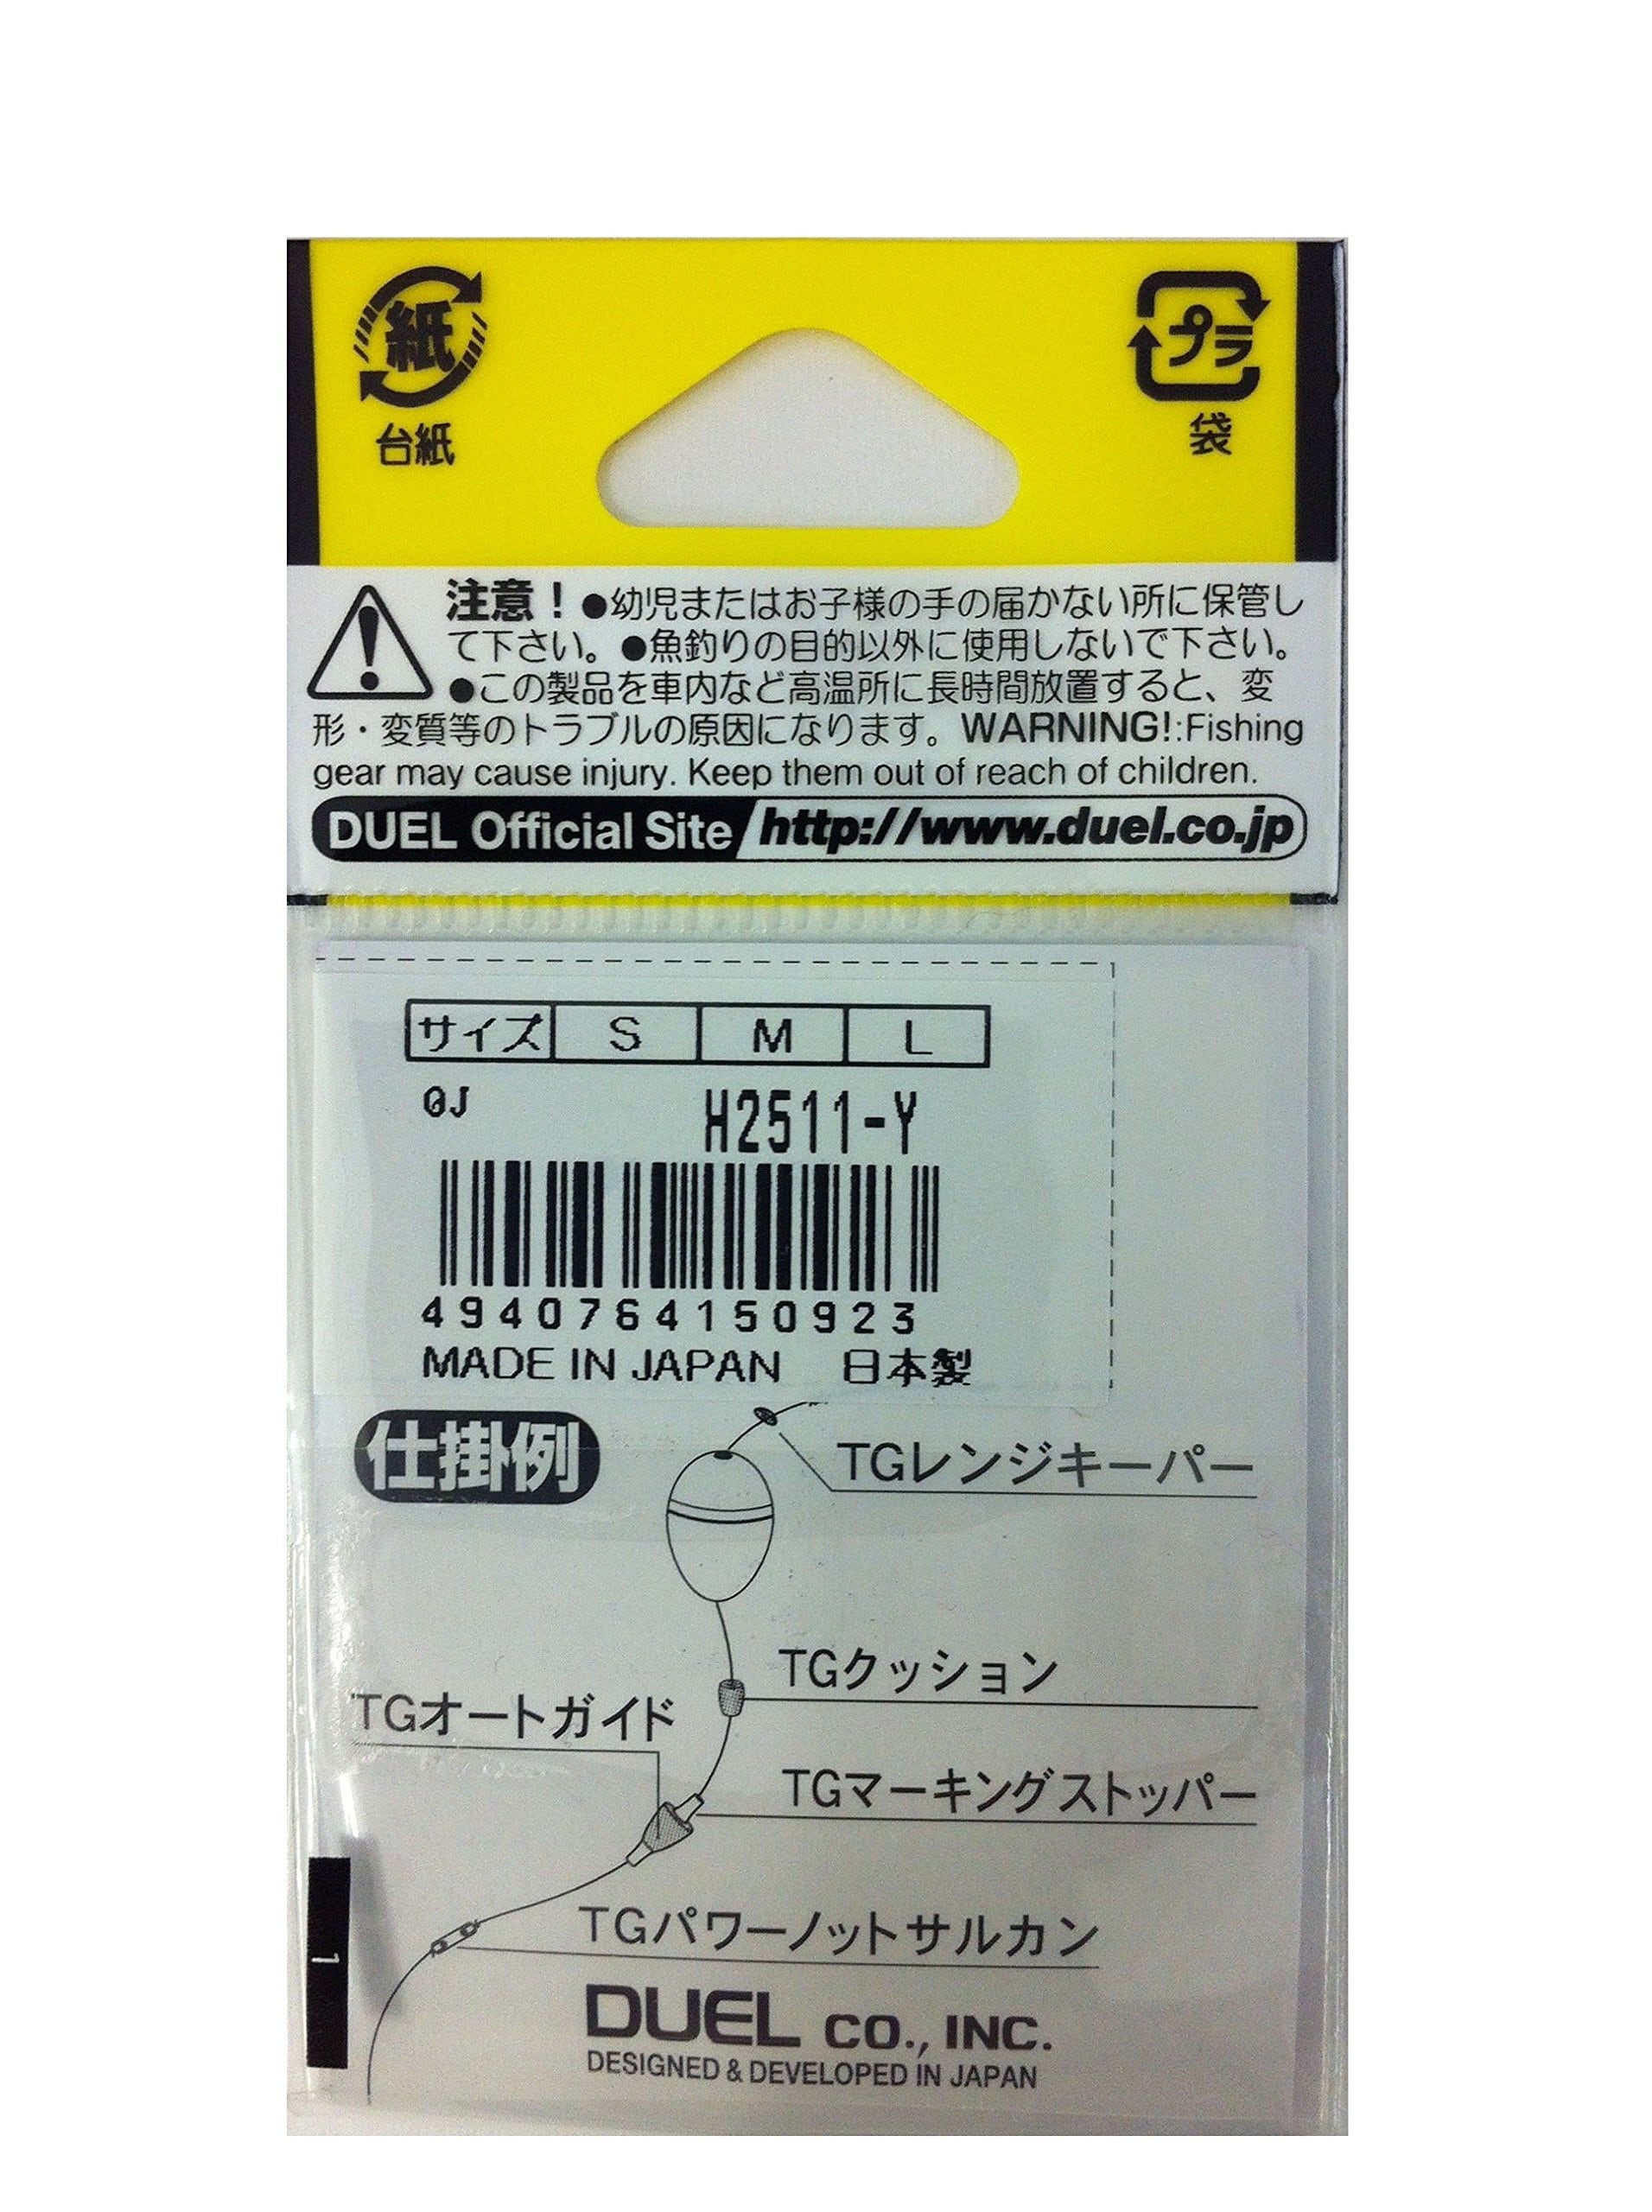 紙
プラ
台紙
袋
注意！●幼児またはお子様の手の届かない所に保管し
て下さい。●魚釣りの目的以外に使用しないで下さい。
●この製品を車内など高温所に長時間放置すると、変
形・変質等のトラブルの原因になります。WARNING!:Fishing
gear may cause injury. Keep them out of reach of children.
DUEL Official Site http://www.duel.co.jp
サイズ S M L
0J H2511-Y
4940764150923
MADE IN JAPAN 日本製
仕掛例
TGレンジキーパー
TGクッション
TGオートガイド
TGマーキングストッパー
TGパワーノットサルカン
1
DUEL CO., INC.
DESIGNED & DEVELOPED IN JAPAN